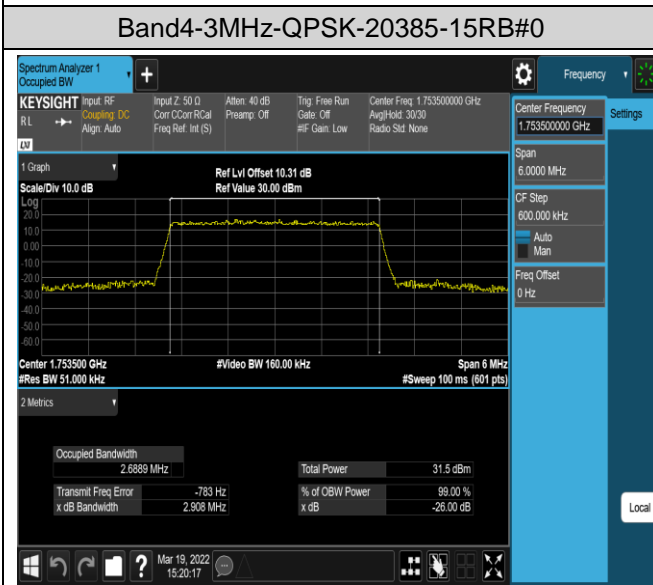 Band4-3MHz-QPSK-20385-15RB#0
Spectrum Analyzer 1
Occupied BW
Frequency
KEYSIGHT
RL
LXI
Input: RF
Coupling: DC
Align: Auto
Input Z: 50 Ω
Corr CCorr RCal
Freq Ref: Int (S)
Atten: 40 dB
Preamp: Off
Trig: Free Run
Gate: Off
#IF Gain: Low
Center Freq: 1.753500000 GHz
Avg|Hold: 30/30
Radio Std: None
Center Frequency
1.753500000 GHz
Settings
Span
6.0000 MHz
CF Step
600.000 kHz
Auto
Man
Freq Offset
0 Hz
1 Graph
Scale/Div 10.0 dB
Ref Lvl Offset 10.31 dB
Ref Value 30.00 dBm
Log
20.0
10.0
0.00
-10.0
-20.0
-30.0
-40.0
-50.0
-60.0
Center 1.753500 GHz
#Video BW 160.00 kHz
Span 6 MHz
#Res BW 51.000 kHz
#Sweep 100 ms (601 pts)
2 Metrics
Occupied Bandwidth
2.6889 MHz
Total Power 31.5 dBm
Transmit Freq Error -783 Hz
% of OBW Power 99.00 %
x dB Bandwidth 2.908 MHz
x dB -26.00 dB
Local
?
Mar 19, 2022
15:20:17